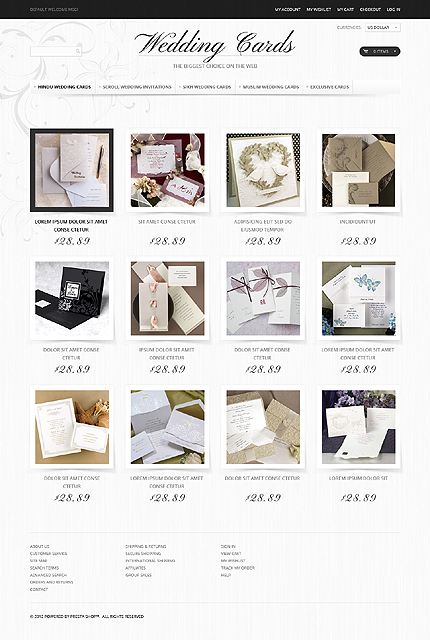 DEFAULT WELCOME MSG!
MY ACCOUNT MY WISHLIST MY CART CHECKOUT LOG IN
CURRENCIES: US DOLLAR
Wedding Cards
THE BIGGEST CHOICE ON THE WEB
0 ITEMS
HINDU WEDDING CARDS SCROLL WEDDING INVITATIONS SIKH WEDDING CARDS MUSLIM WEDDING CARDS EXCLUSIVE CARDS
LOREM IPSUM DOLOR SIT AMET CONSE CTETUR
$28.89
SIT AMET CONSE CTETUR
$28.89
ADIPISICING ELIT SED DO EIUSMOD TEMPOR
$28.89
INCIDIDUNT UT
$28.89
DOLOR SIT AMET CONSE CTETUR
$28.89
IPSUM DOLOR SIT AMET CONSE CTETUR
$28.89
DOLOR SIT AMET CONSE CTETUR
$28.89
LOREM IPSUM DOLOR SIT AMET CONSE CTETUR
$28.89
DOLOR SIT AMET CONSE CTETUR
$28.89
LOREM IPSUM DOLOR SIT AMET CONSE CTETUR
$28.89
DOLOR SIT AMET CONSE CTETUR
$28.89
LOREM IPSUM DOLOR SIT
$28.89
ABOUT US
CUSTOMER SERVICE
SITE MAP
SEARCH TERMS
ADVANCED SEARCH
ORDERS AND RETURNS
CONTACT
SHIPPING & RETURNS
SECURE SHOPPING
INTERNATIONAL SHIPPING
AFFILIATES
GROUP SALES
SIGN IN
VIEW CART
MY WISHLIST
TRACK MY ORDER
HELP
POWERED BY PRESTA SHOP™. ALL RIGHTS RESERVED